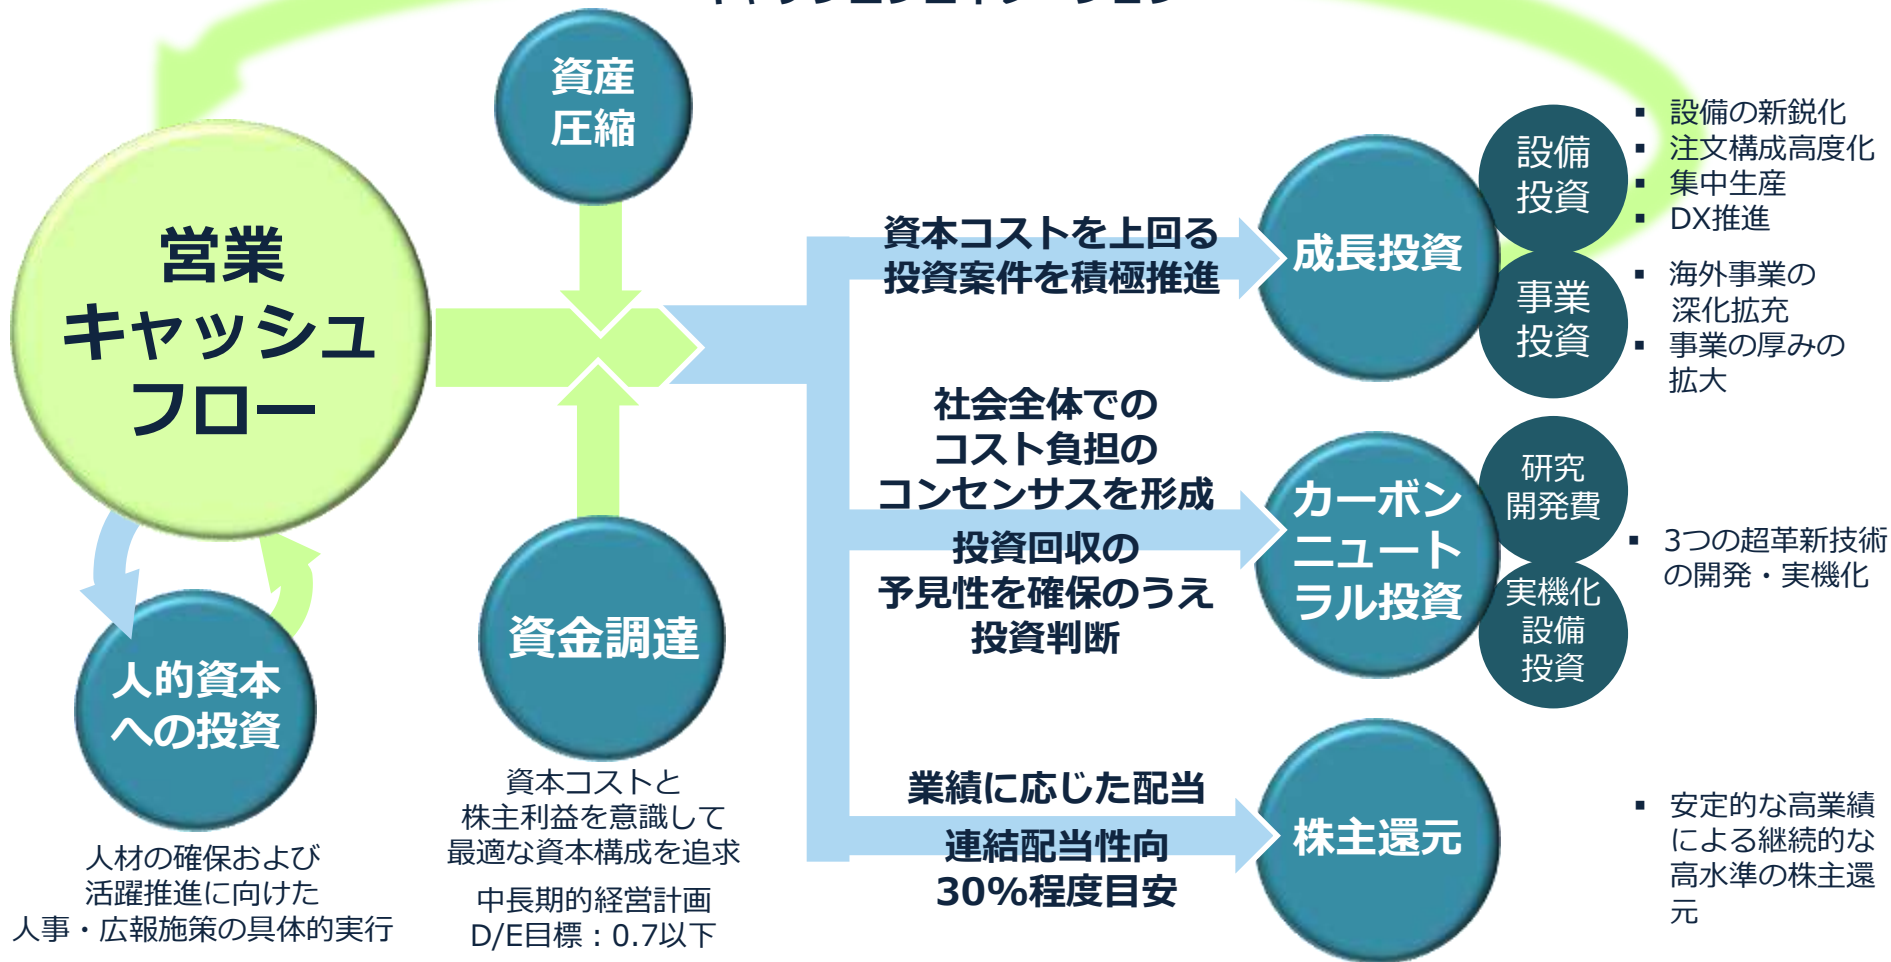 資産
圧縮
営業
キャッシュ
フロー
人的資本
への投資
人材の確保および
活躍推進に向けた
人事・広報施策の具体的実行
資金調達
資本コストと
株主利益を意識して
最適な資本構成を追求
中長期的経営計画
D/E目標：0.7以下
資本コストを上回る
投資案件を積極推進
成長投資
設備
投資
▪ 設備の新鋭化
▪ 注文構成高度化
▪ 集中生産
▪ DX推進
事業
投資
▪ 海外事業の
深化拡充
▪ 事業の厚みの
拡大
社会全体での
コスト負担の
コンセンサスを形成
投資回収の
予見性を確保のうえ
投資判断
カーボン
ニュート
ラル投資
研究
開発費
実機化
設備
投資
▪ 3つの超革新技術
の開発・実機化
業績に応じた配当
連結配当性向
30%程度目安
株主還元
▪ 安定的な高業績
による継続的な
高水準の株主還
元